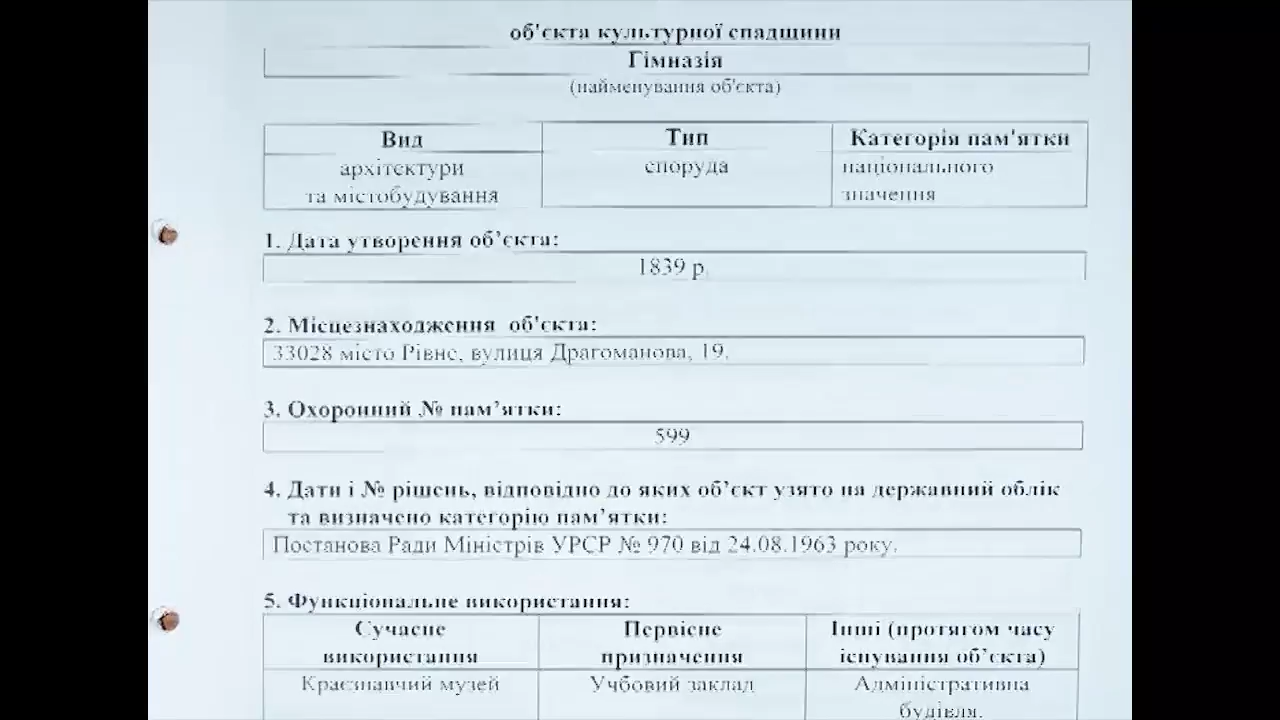 об'єкта культурної спадщини
Гімназія
(найменування об'єкта)
Вид Тип Категорія пам'ятки
архітектури споруда національного
та містобудування значення
1. Дата утворення об’єкта:
1839 р.
2. Місцезнаходження об'єкта:
33028 місто Рівне, вулиця Драгоманова, 19.
3. Охоронний № пам’ятки:
599
4. Дати і № рішень, відповідно до яких об’єкт узято на державний облік
та визначено категорію пам’ятки:
Постанова Ради Міністрів УРСР № 970 від 24.08.1963 року.
5. Функціональне використання:
Сучасне Первісне Інші (протягом часу
використання призначення існування об’єкта)
Краєзнавчий музей Учбовий заклад Адміністративна
будівля.